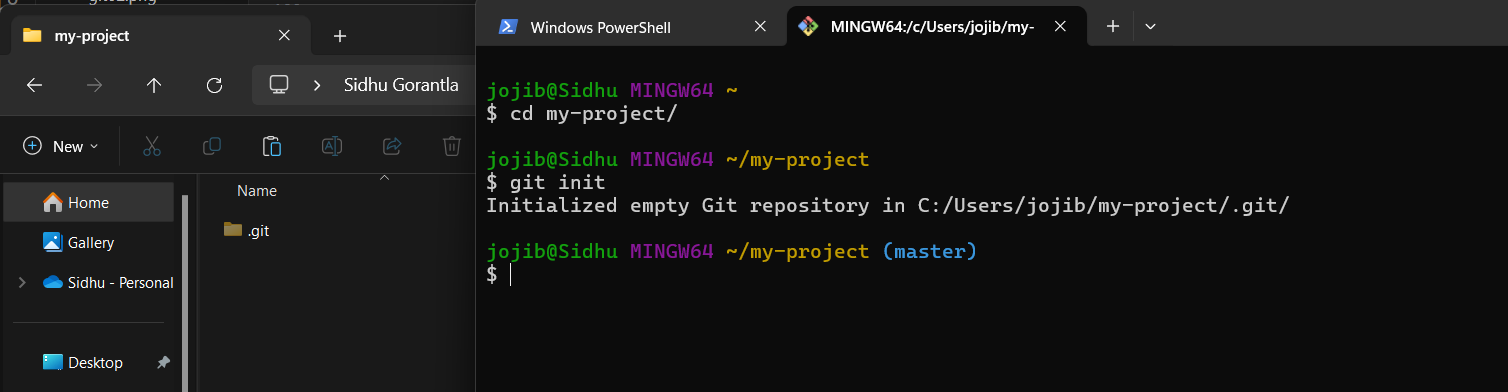 my-project
Sidhu Gorantla
New
Name
Home
.git
Gallery
Sidhu - Personal
Desktop
Windows PowerShell
MINGW64:/c/Users/jojib/my-
jojib@Sidhu MINGW64 ~
$ cd my-project/
jojib@Sidhu MINGW64 ~/my-project
$ git init
Initialized empty Git repository in C:/Users/jojib/my-project/.git/
jojib@Sidhu MINGW64 ~/my-project (master)
$